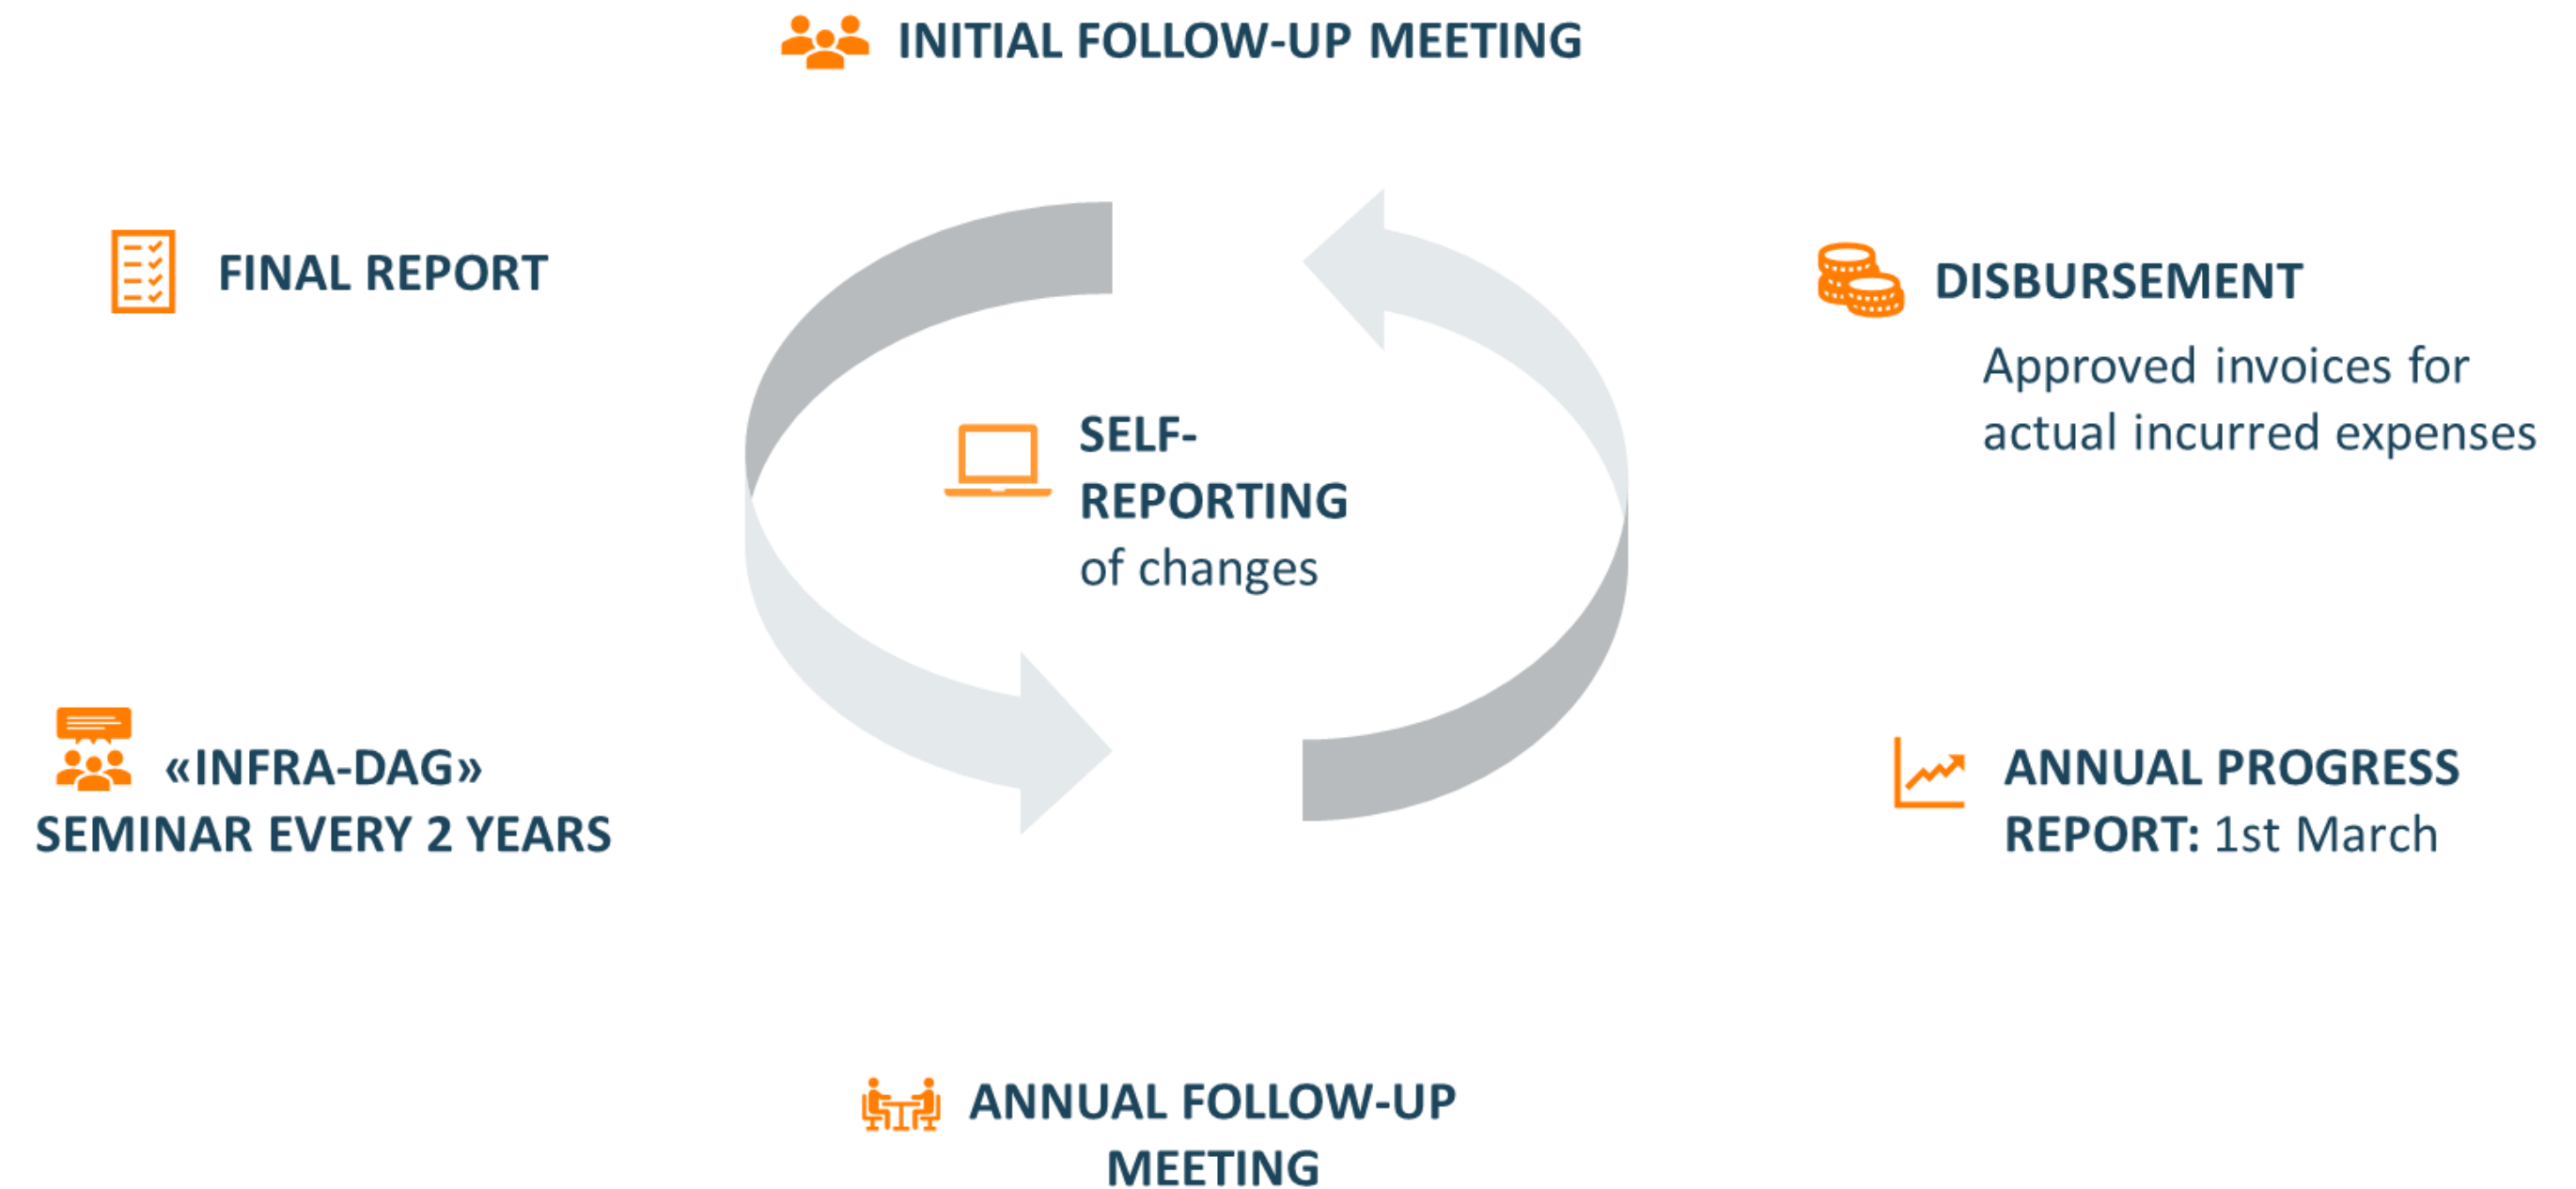 INITIAL FOLLOW-UP MEETING
FINAL REPORT
DISBURSEMENT
Approved invoices for
actual incurred expenses
SELF-
REPORTING
of changes
«INFRA-DAG»
SEMINAR EVERY 2 YEARS
ANNUAL PROGRESS
REPORT: 1st March
ANNUAL FOLLOW-UP
MEETING